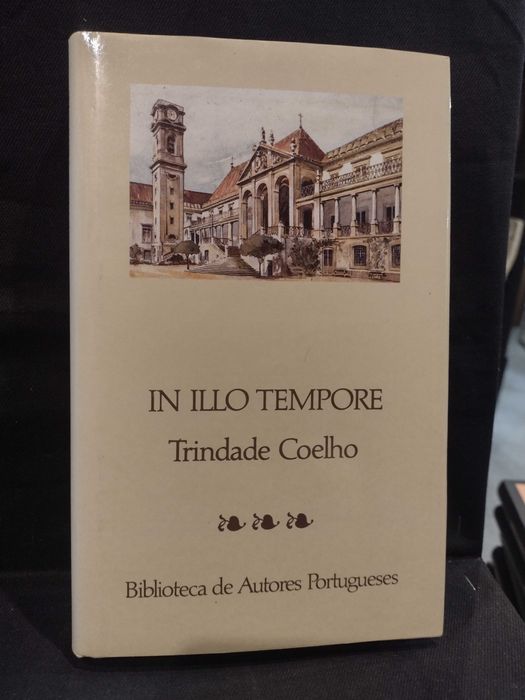 IN ILLO TEMPORE
Trindade Coelho
Biblioteca de Autores Portugueses